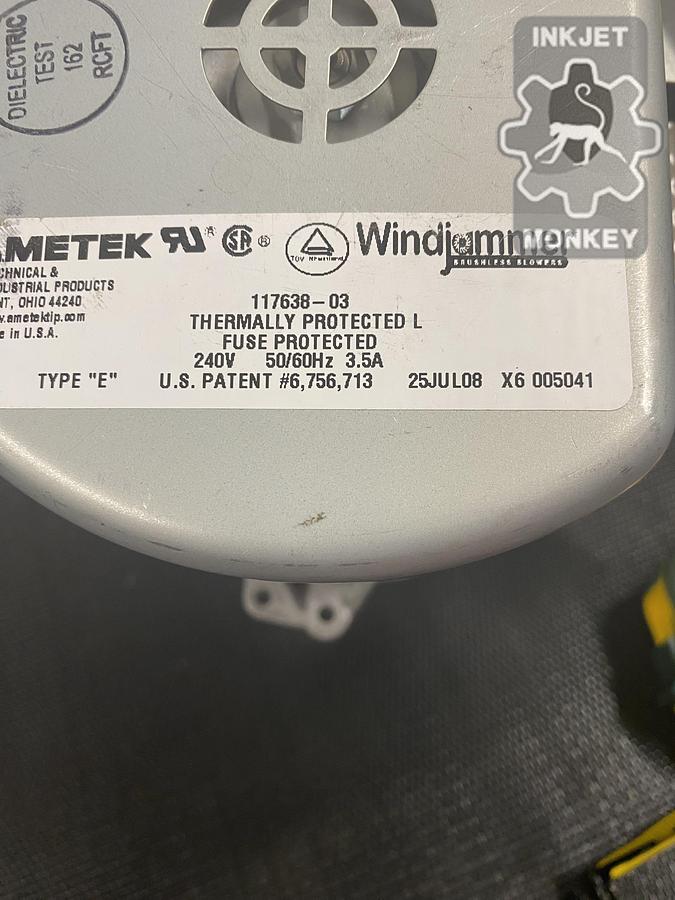 DIELECTRIC
TEST
162
RCFT
INKJET
MONKEY
AMETEK
CHNICAL &
DUSTRIAL PRODUCTS
NT, OHIO 44240
w.ametektip.com
e in U.S.A.
Windjammer
BRUSHLESS BLOWERS
117638-03
THERMALLY PROTECTED L
FUSE PROTECTED
240V 50/60Hz 3.5A
TYPE "E" U.S. PATENT #6,756,713 25JUL08 X6 005041